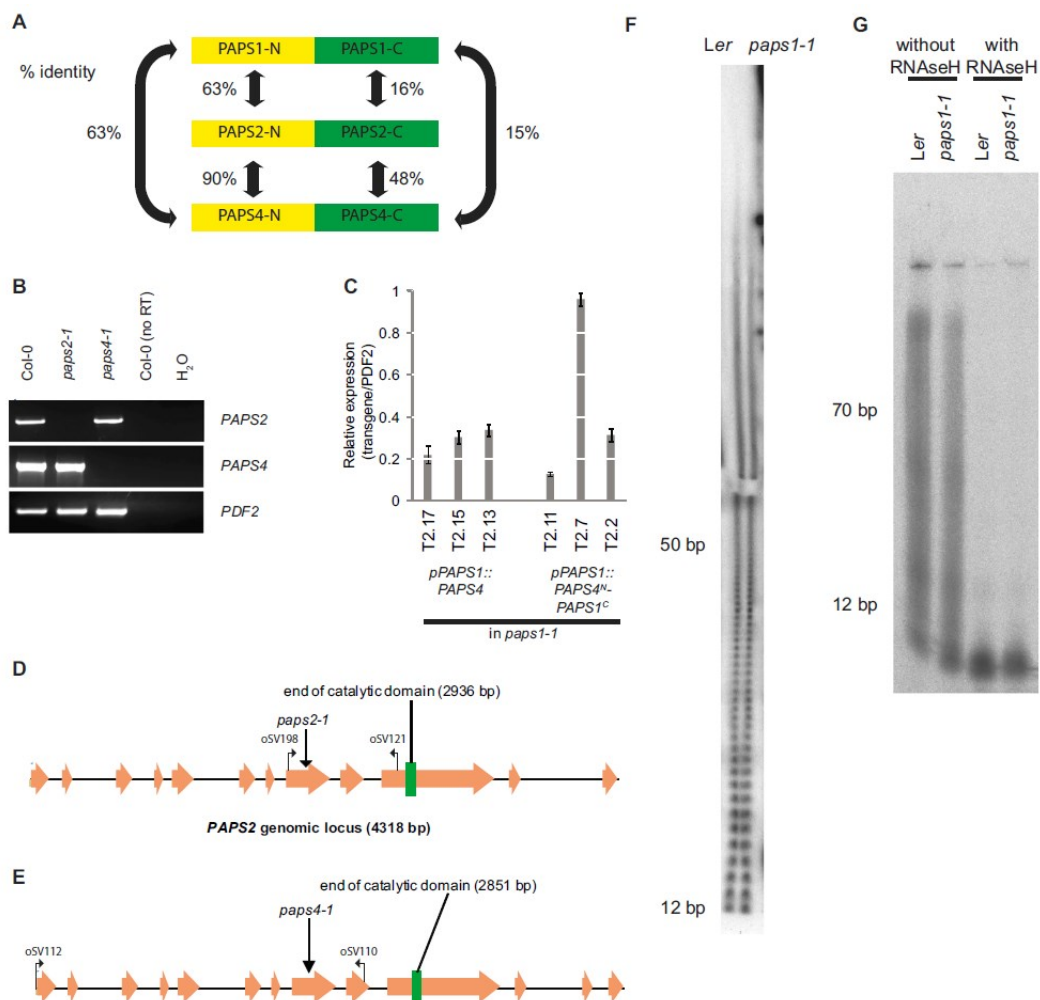 A
% identity
PAPS1-N PAPS1-C
63% 16%
63% 15%
PAPS2-N PAPS2-C
90% 48%
PAPS4-N PAPS4-C
B
Col-0
paps2-1
paps4-1
Col-0 (no RT)
H2O
PAPS2
PAPS4
PDF2
C
Relative expression
(transgene/PDF2)
1
0.8
0.6
0.4
0.2
0
T2.17
T2.15
T2.13
T2.11
T2.7
T2.2
pPAPS1::
PAPS4
pPAPS1::
PAPS4N-
PAPS1C
in paps1-1
D
end of catalytic domain (2936 bp)
paps2-1
oSV198
oSV121
PAPS2 genomic locus (4318 bp)
E
end of catalytic domain (2851 bp)
paps4-1
oSV112
oSV110
F
Ler paps1-1
50 bp
12 bp
G
without
RNAseH
with
RNAseH
Ler
paps1-1
Ler
paps1-1
70 bp
12 bp